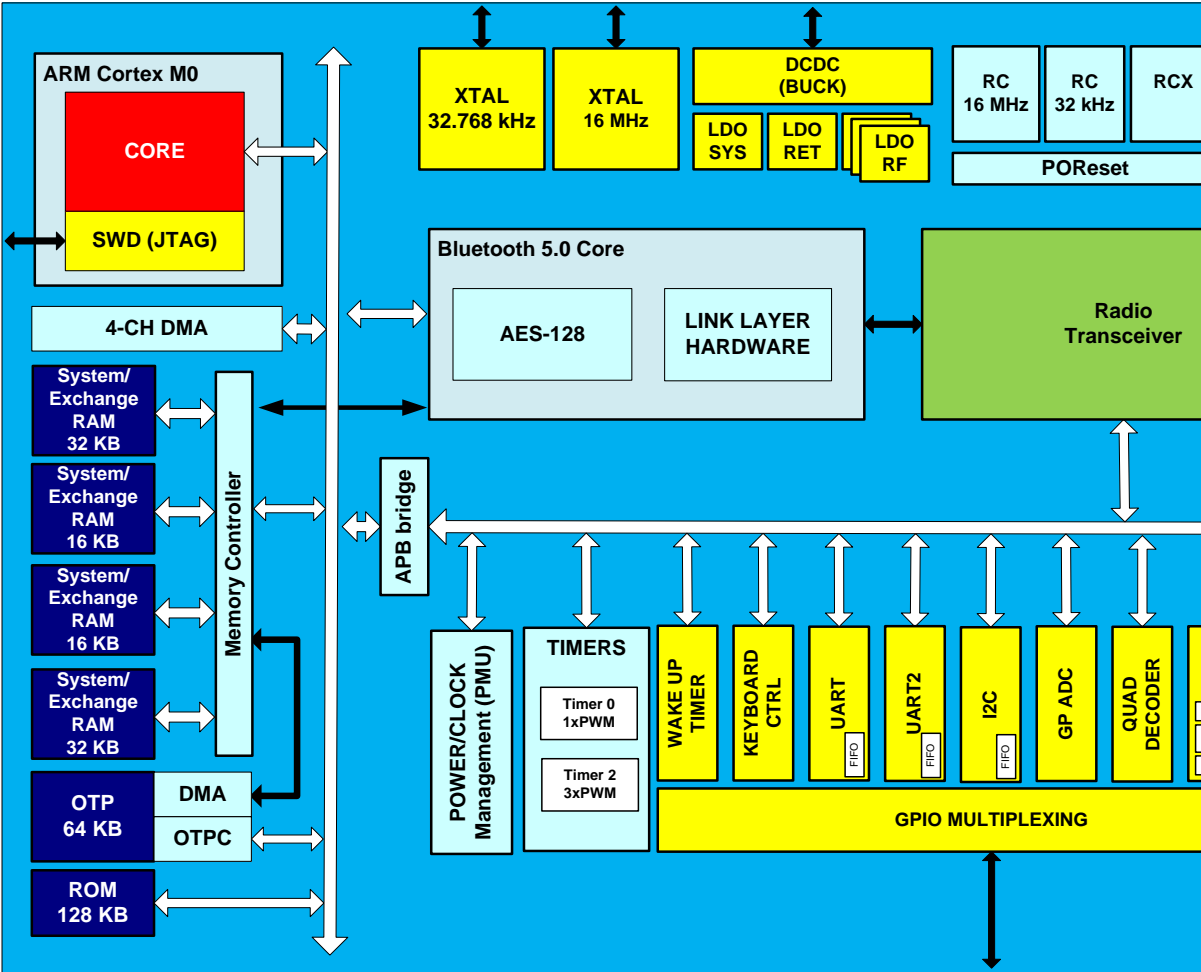 ARM Cortex M0
CORE
SWD (JTAG)
XTAL
32.768 kHz
XTAL
16 MHz
DCDC
(BUCK)
LDO
SYS
LDO
RET
LDO
RF
RC
16 MHz
RC
32 kHz
RCX
POReset
Bluetooth 5.0 Core
AES-128
LINK LAYER
HARDWARE
Radio
Transceiver
4-CH DMA
System/
Exchange
RAM
32 KB
System/
Exchange
RAM
16 KB
System/
Exchange
RAM
16 KB
System/
Exchange
RAM
32 KB
Memory Controller
APB bridge
OTP
64 KB
DMA
OTPC
ROM
128 KB
POWER/CLOCK
Management (PMU)
TIMERS
Timer 0
1xPWM
Timer 2
3xPWM
WAKE UP
TIMER
KEYBOARD
CTRL
UART
FIFO
UART2
FIFO
I2C
FIFO
GP ADC
QUAD
DECODER
GPIO MULTIPLEXING